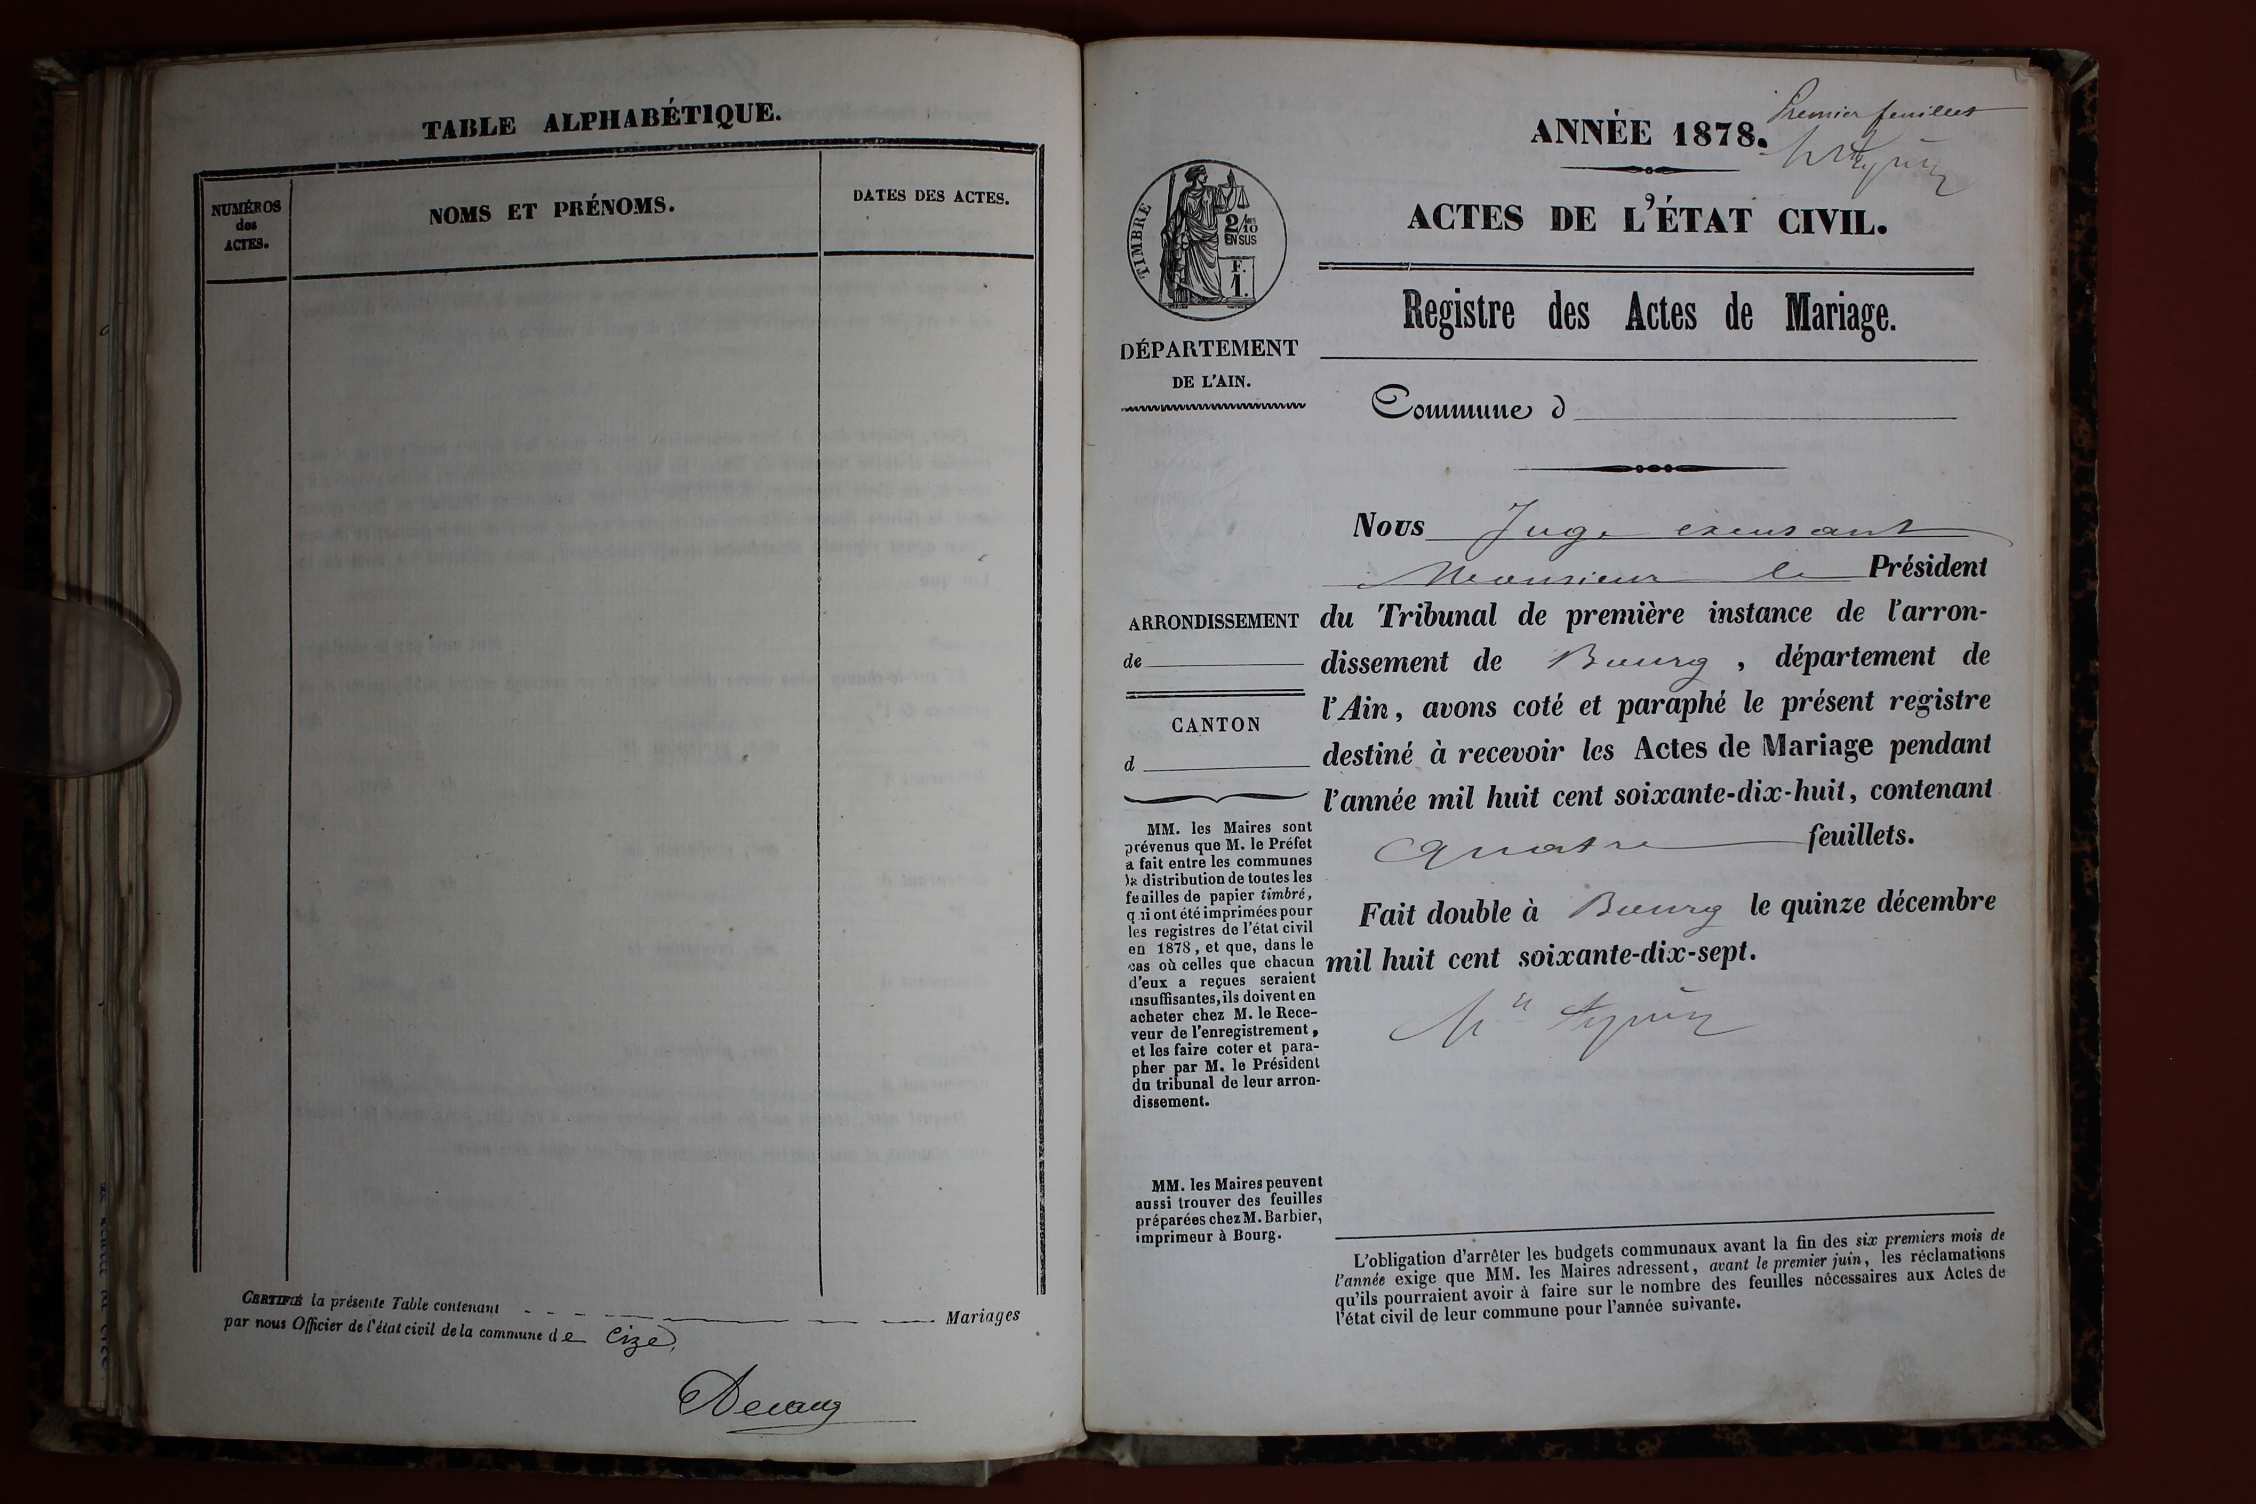 TABLE ALPHABÉTIQUE.
NUMÉROS
des
ACTES.
NOMS ET PRÉNOMS.
DATES DES ACTES.
CERTIFIÉ la présente Table contenant Mariages
par nous Officier de l'état civil de la commune de Cize,
Premier feuillet
ANNÉE 1878.
ACTES DE L'ÉTAT CIVIL.
TIMBRE
2/10
EN SUS
F.
1.
Registre des Actes de Mariage.
DÉPARTEMENT
DE L'AIN.
Commune d
Nous Juge excusant
Monsieur le Président
du Tribunal de première instance de l'arron-
dissement de Bourg, département de
l'Ain, avons coté et paraphé le présent registre
destiné à recevoir les Actes de Mariage pendant
l'année mil huit cent soixante-dix-huit, contenant
quatre feuillets.
Fait double à Bourg le quinze décembre
mil huit cent soixante-dix-sept.
ARRONDISSEMENT
de
CANTON
d
MM. les Maires sont
prévenus que M. le Préfet
a fait entre les communes
la distribution de toutes les
feuilles de papier timbré,
qui ont été imprimées pour
les registres de l'état civil
en 1878, et que, dans le
cas où celles que chacun
d'eux a reçues seraient
insuffisantes, ils doivent en
acheter chez M. le Rece-
veur de l'enregistrement,
et les faire coter et para-
pher par M. le Président
du tribunal de leur arron-
dissement.
MM. les Maires peuvent
aussi trouver des feuilles
préparées chez M. Barbier,
imprimeur à Bourg.
L'obligation d'arrêter les budgets communaux avant la fin des six premiers mois de
l'année exige que MM. les Maires adressent, avant le premier juin, les réclamations
qu'ils pourraient avoir à faire sur le nombre des feuilles nécessaires aux Actes de
l'état civil de leur commune pour l'année suivante.